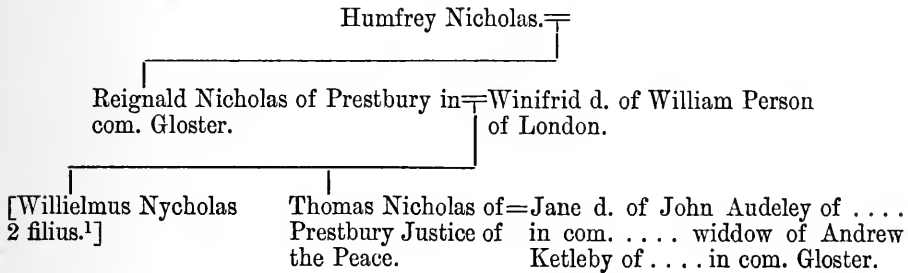 Humfrey Nicholas.=
Reignald Nicholas of Prestbury in=Winifrid d. of William Person
com. Gloster. of London.
[Willielmus Nycholas Thomas Nicholas of=Jane d. of John Audeley of ....
2 filius.¹] Prestbury Justice of in com. .... widdow of Andrew
the Peace. Ketleby of .... in com. Gloster.